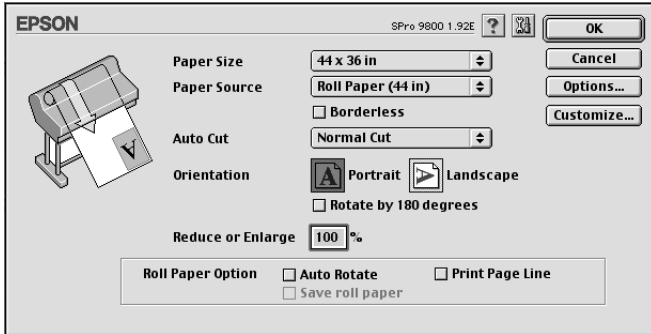 EPSON SPro 9800 1.92E ? OK
Paper Size 44 x 36 in Cancel
Paper Source Roll Paper (44 in) Options...
Borderless Customize...
Auto Cut Normal Cut
Orientation A Portrait A Landscape
Rotate by 180 degrees
Reduce or Enlarge 100 %
Roll Paper Option Auto Rotate Print Page Line
Save roll paper
A